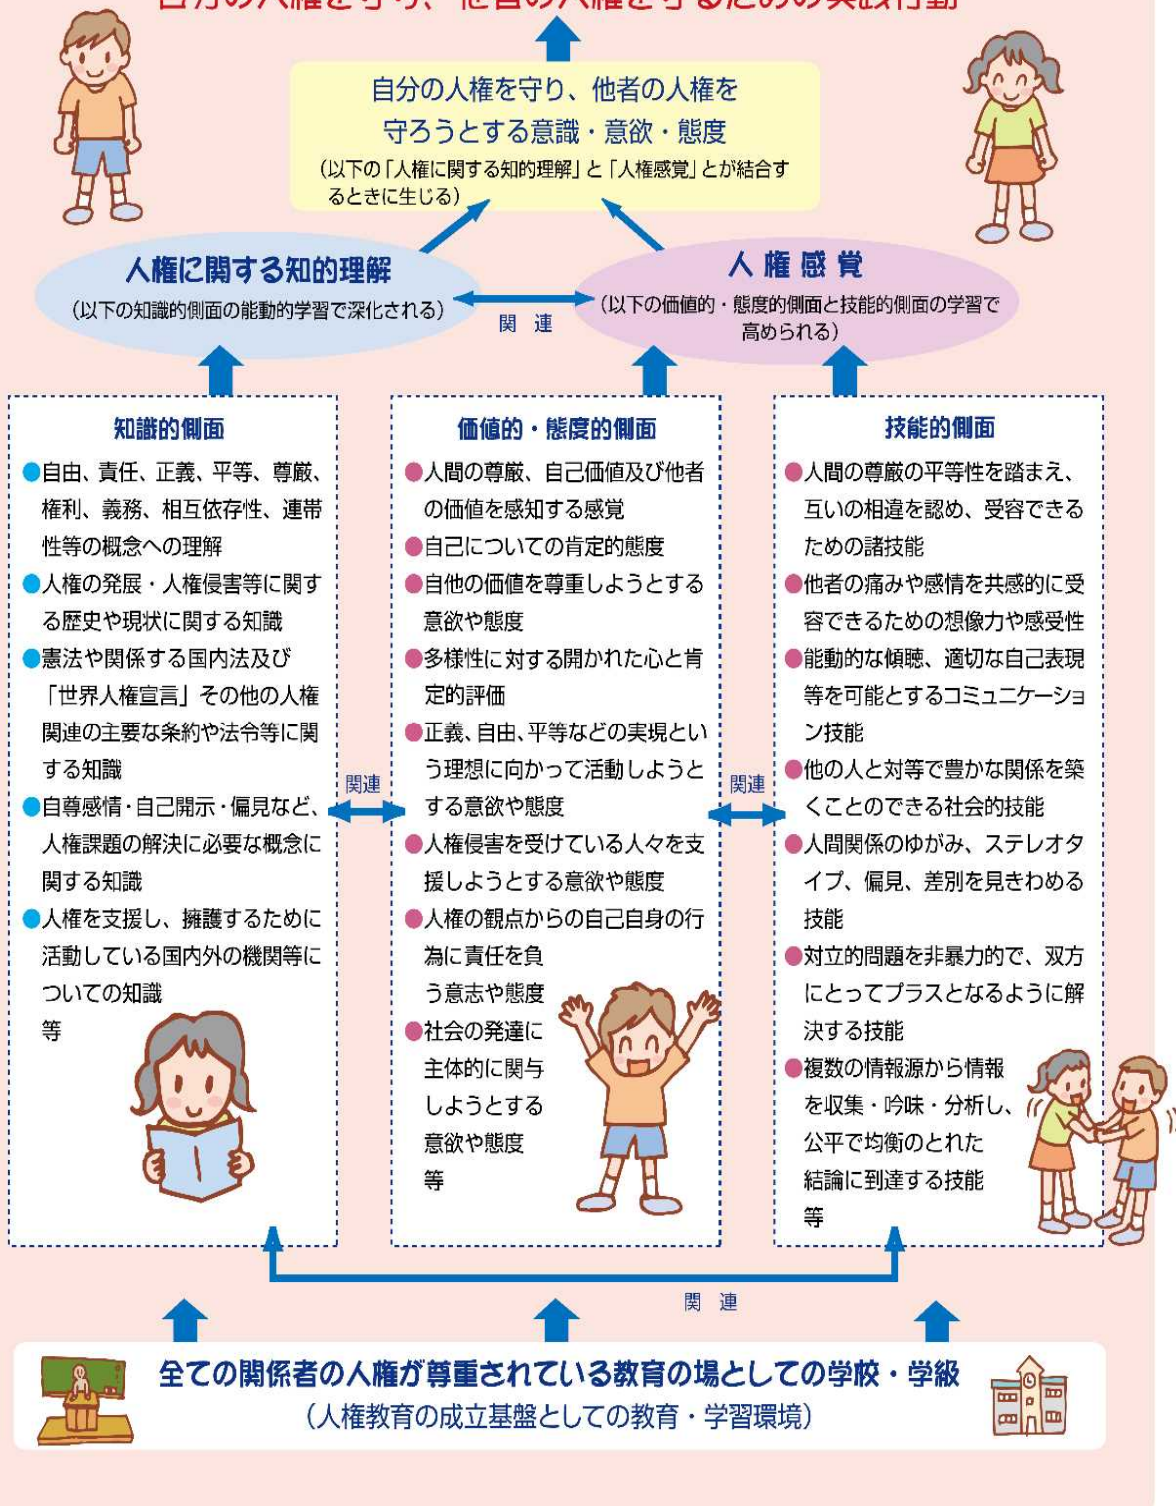 自分の人権を守り、他者の人権を守るための実践行動
自分の人権を守り、他者の人権を
守ろうとする意識・意欲・態度
(以下の「人権に関する知的理解」と「人権感覚」とが結合す
るときに生じる)
人権に関する知的理解
(以下の知識的側面の能動的学習で深化される)
関 連
人 権 感 覚
(以下の価値的・態度的側面と技能的側面の学習で
高められる)
知識的側面
●自由、責任、正義、平等、尊厳、
権利、義務、相互依存性、連帯
性等の概念への理解
●人権の発展・人権侵害等に関す
る歴史や現状に関する知識
●憲法や関係する国内法及び
「世界人権宣言」その他の人権
関連の主要な条約や法令等に関
する知識
●自尊感情・自己開示・偏見など、
人権課題の解決に必要な概念に
関する知識
●人権を支援し、擁護するために
活動している国内外の機関等に
ついての知識
等
関連
価値的・態度的側面
●人間の尊厳、自己価値及び他者
の価値を感知する感覚
●自己についての肯定的態度
●自他の価値を尊重しようとする
意欲や態度
●多様性に対する開かれた心と肯
定的評価
●正義、自由、平等などの実現とい
う理想に向かって活動しようと
する意欲や態度
●人権侵害を受けている人々を支
援しようとする意欲や態度
●人権の観点からの自己自身の行
為に責任を負
う意志や態度
●社会の発達に
主体的に関与
しようとする
意欲や態度
等
関連
技能的側面
●人間の尊厳の平等性を踏まえ、
互いの相違を認め、受容できる
ための諸技能
●他者の痛みや感情を共感的に受
容できるための想像力や感受性
●能動的な傾聴、適切な自己表現
等を可能とするコミュニケーショ
ン技能
●他の人と対等で豊かな関係を築
くことのできる社会的技能
●人間関係のゆがみ、ステレオタ
イプ、偏見、差別を見きわめる
技能
●対立的問題を非暴力的で、双方
にとってプラスとなるように解
決する技能
●複数の情報源から情報
を収集・吟味・分析し、
公平で均衡のとれた
結論に到達する技能
等
関 連
全ての関係者の人権が尊重されている教育の場としての学校・学級
(人権教育の成立基盤としての教育・学習環境)